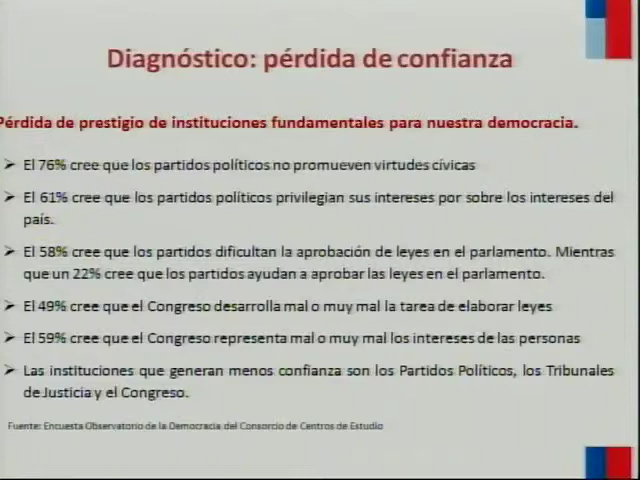 Diagnóstico: pérdida de confianza
Pérdida de prestigio de instituciones fundamentales para nuestra democracia.
➢ El 76% cree que los partidos políticos no promueven virtudes cívicas
➢ El 61% cree que los partidos políticos privilegian sus intereses por sobre los intereses del
país.
➢ El 58% cree que los partidos dificultan la aprobación de leyes en el parlamento. Mientras
que un 22% cree que los partidos ayudan a aprobar las leyes en el parlamento.
➢ El 49% cree que el Congreso desarrolla mal o muy mal la tarea de elaborar leyes
➢ El 59% cree que el Congreso representa mal o muy mal los intereses de las personas
➢ Las instituciones que generan menos confianza son los Partidos Políticos, los Tribunales
de Justicia y el Congreso.
Fuente: Encuesta Observatorio de la Democracia del Consorcio de Centros de Estudio